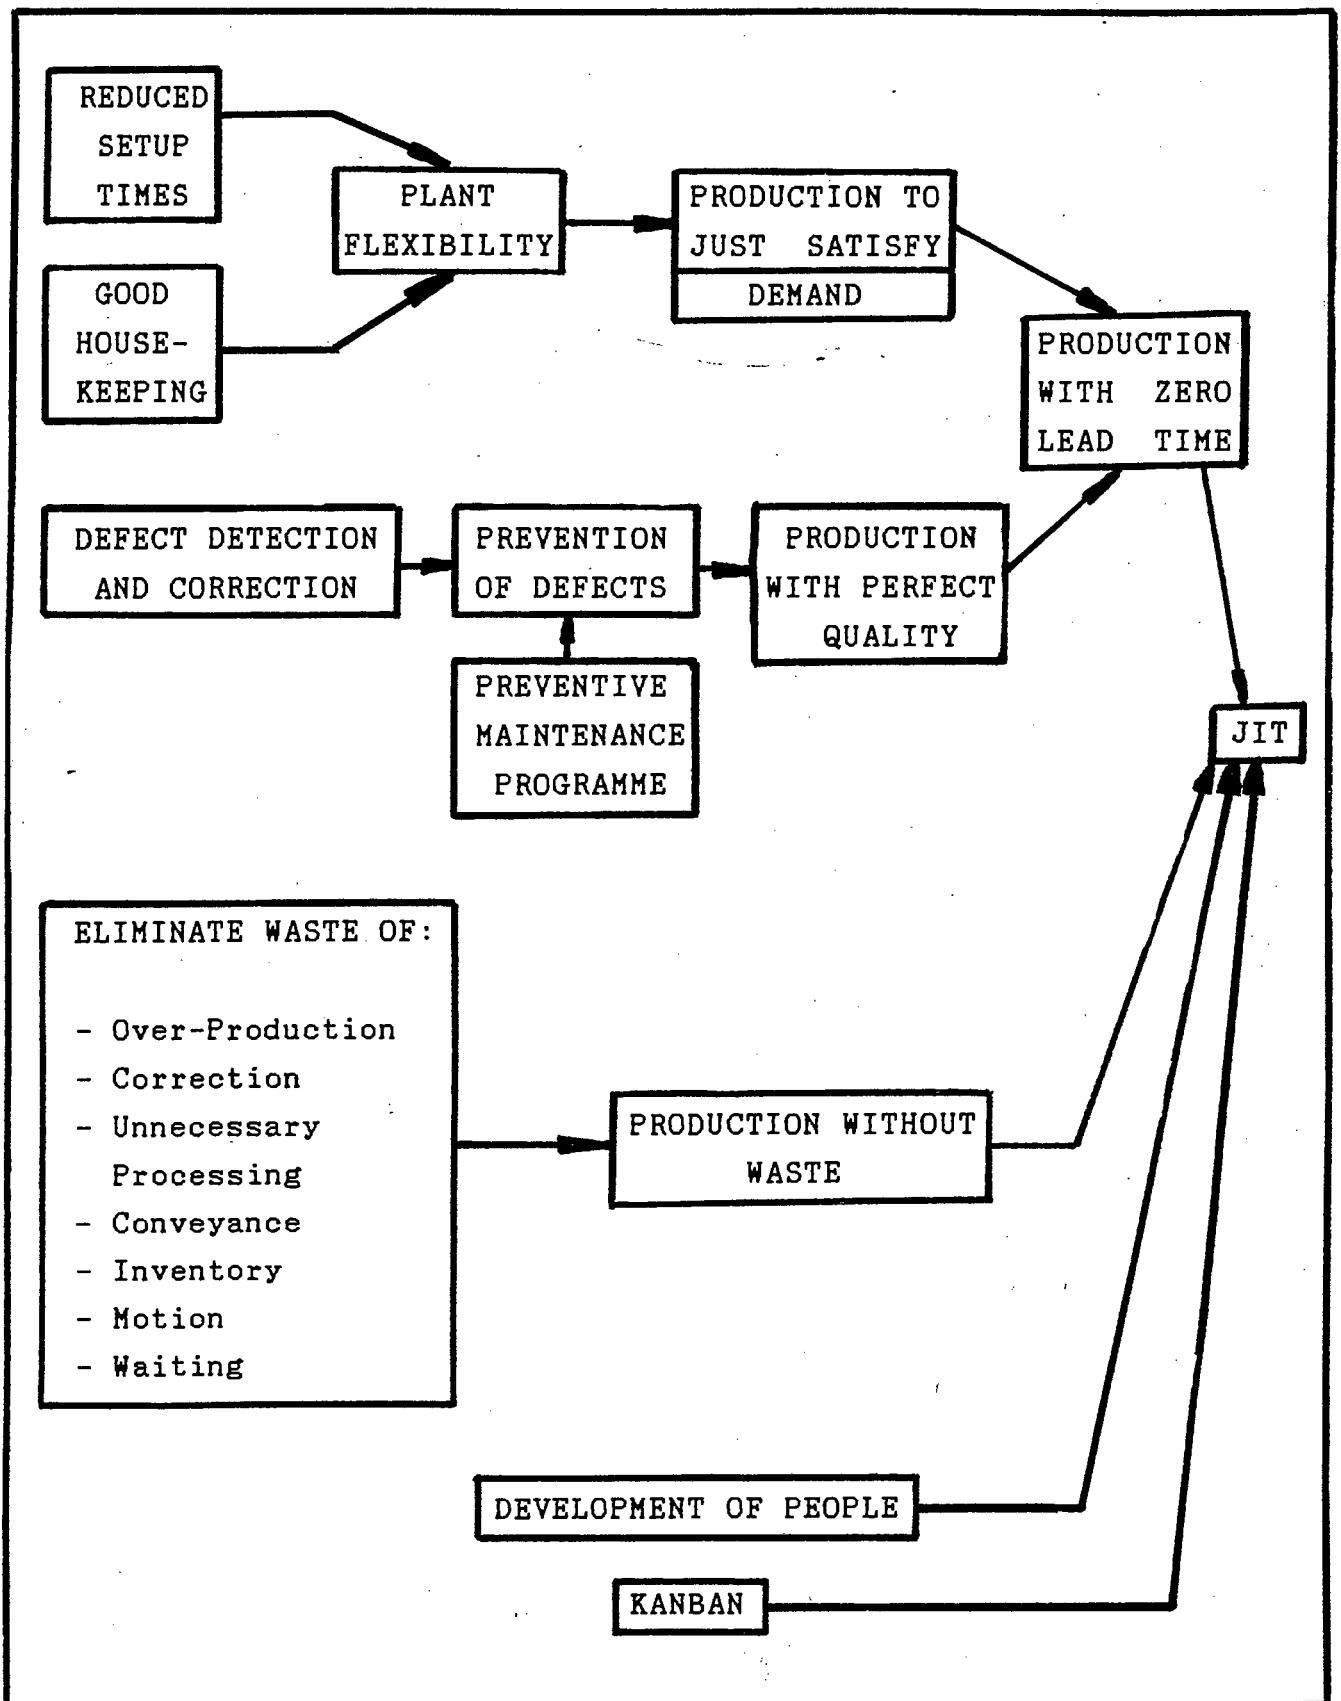 REDUCED
SETUP
TIMES
PLANT
FLEXIBILITY
PRODUCTION TO
JUST SATISFY
DEMAND
GOOD
HOUSE-
KEEPING
PRODUCTION
WITH ZERO
LEAD TIME
DEFECT DETECTION
AND CORRECTION
PREVENTION
OF DEFECTS
PRODUCTION
WITH PERFECT
QUALITY
PREVENTIVE
MAINTENANCE
PROGRAMME
JIT
ELIMINATE WASTE OF:
- Over-Production
- Correction
- Unnecessary
Processing
- Conveyance
- Inventory
- Motion
- Waiting
PRODUCTION WITHOUT
WASTE
DEVELOPMENT OF PEOPLE
KANBAN